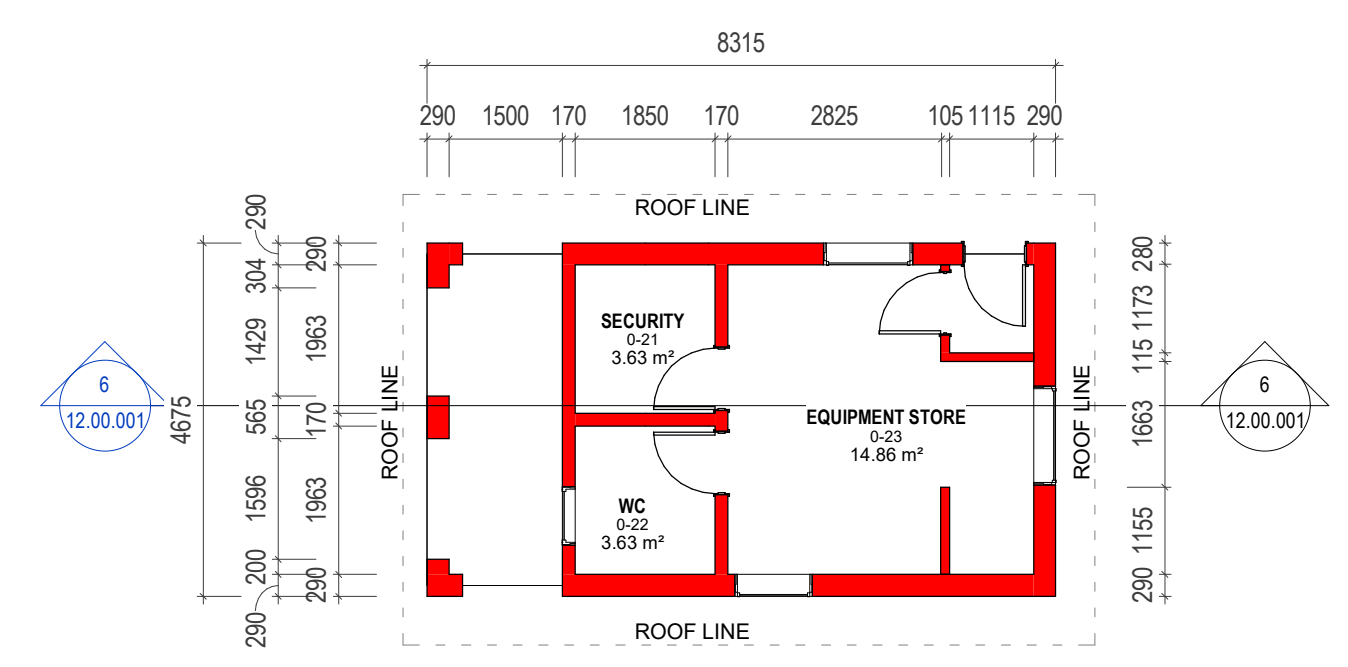 8315
290 1500 170 1850 170 2825 105 1115 290
ROOF LINE
290
304
1429
565
1596
200
290
4675
290
1963
170
1963
290
6
12.00.001
ROOF LINE
SECURITY
0-21
3.63 m²
WC
0-22
3.63 m²
EQUIPMENT STORE
0-23
14.86 m²
ROOF LINE
280
1173
115
1663
1155
290
6
12.00.001
ROOF LINE